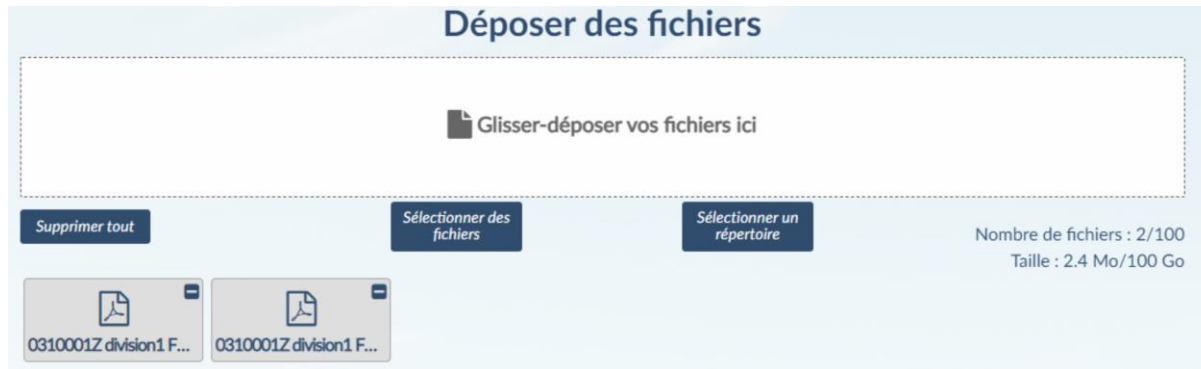 Déposer des fichiers
Glisser-déposer vos fichiers ici
Supprimer tout
Sélectionner des
fichiers
Sélectionner un
répertoire
Nombre de fichiers : 2/100
Taille : 2.4 Mo/100 Go
0310001Z division1 F...
0310001Z division1 F...